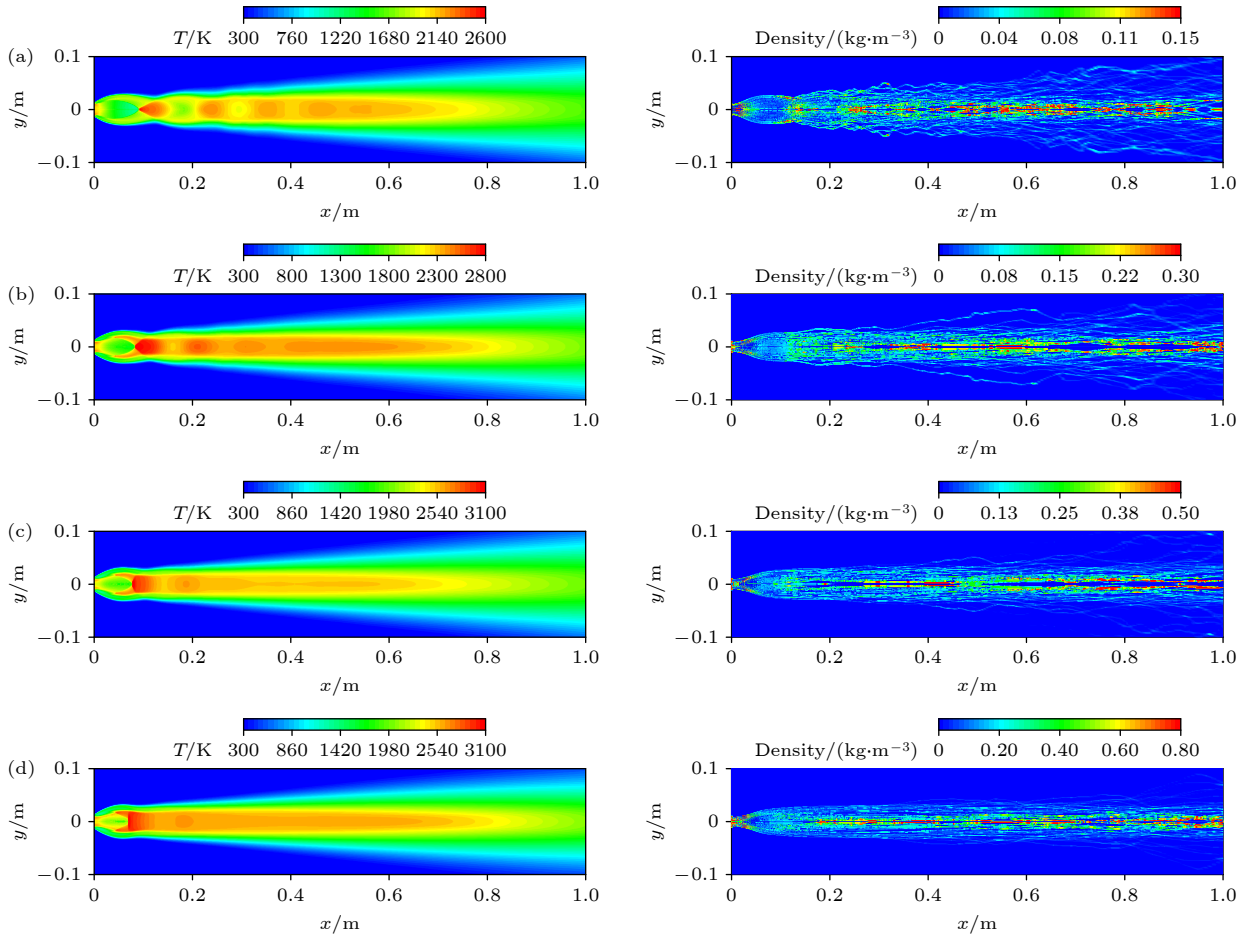 T/K 300 760 1220 1680 2140 2600
Density/(kg·m⁻³) 0 0.04 0.08 0.11 0.15
(a)
y/m
0.1
0
−0.1
0 0.2 0.4 0.6 0.8 1.0
x/m
y/m
0.1
0
−0.1
0 0.2 0.4 0.6 0.8 1.0
x/m
T/K 300 800 1300 1800 2300 2800
Density/(kg·m⁻³) 0 0.08 0.15 0.22 0.30
(b)
y/m
0.1
0
−0.1
0 0.2 0.4 0.6 0.8 1.0
x/m
y/m
0.1
0
−0.1
0 0.2 0.4 0.6 0.8 1.0
x/m
T/K 300 860 1420 1980 2540 3100
Density/(kg·m⁻³) 0 0.13 0.25 0.38 0.50
(c)
y/m
0.1
0
−0.1
0 0.2 0.4 0.6 0.8 1.0
x/m
y/m
0.1
0
−0.1
0 0.2 0.4 0.6 0.8 1.0
x/m
T/K 300 860 1420 1980 2540 3100
Density/(kg·m⁻³) 0 0.20 0.40 0.60 0.80
(d)
y/m
0.1
0
−0.1
0 0.2 0.4 0.6 0.8 1.0
x/m
y/m
0.1
0
−0.1
0 0.2 0.4 0.6 0.8 1.0
x/m